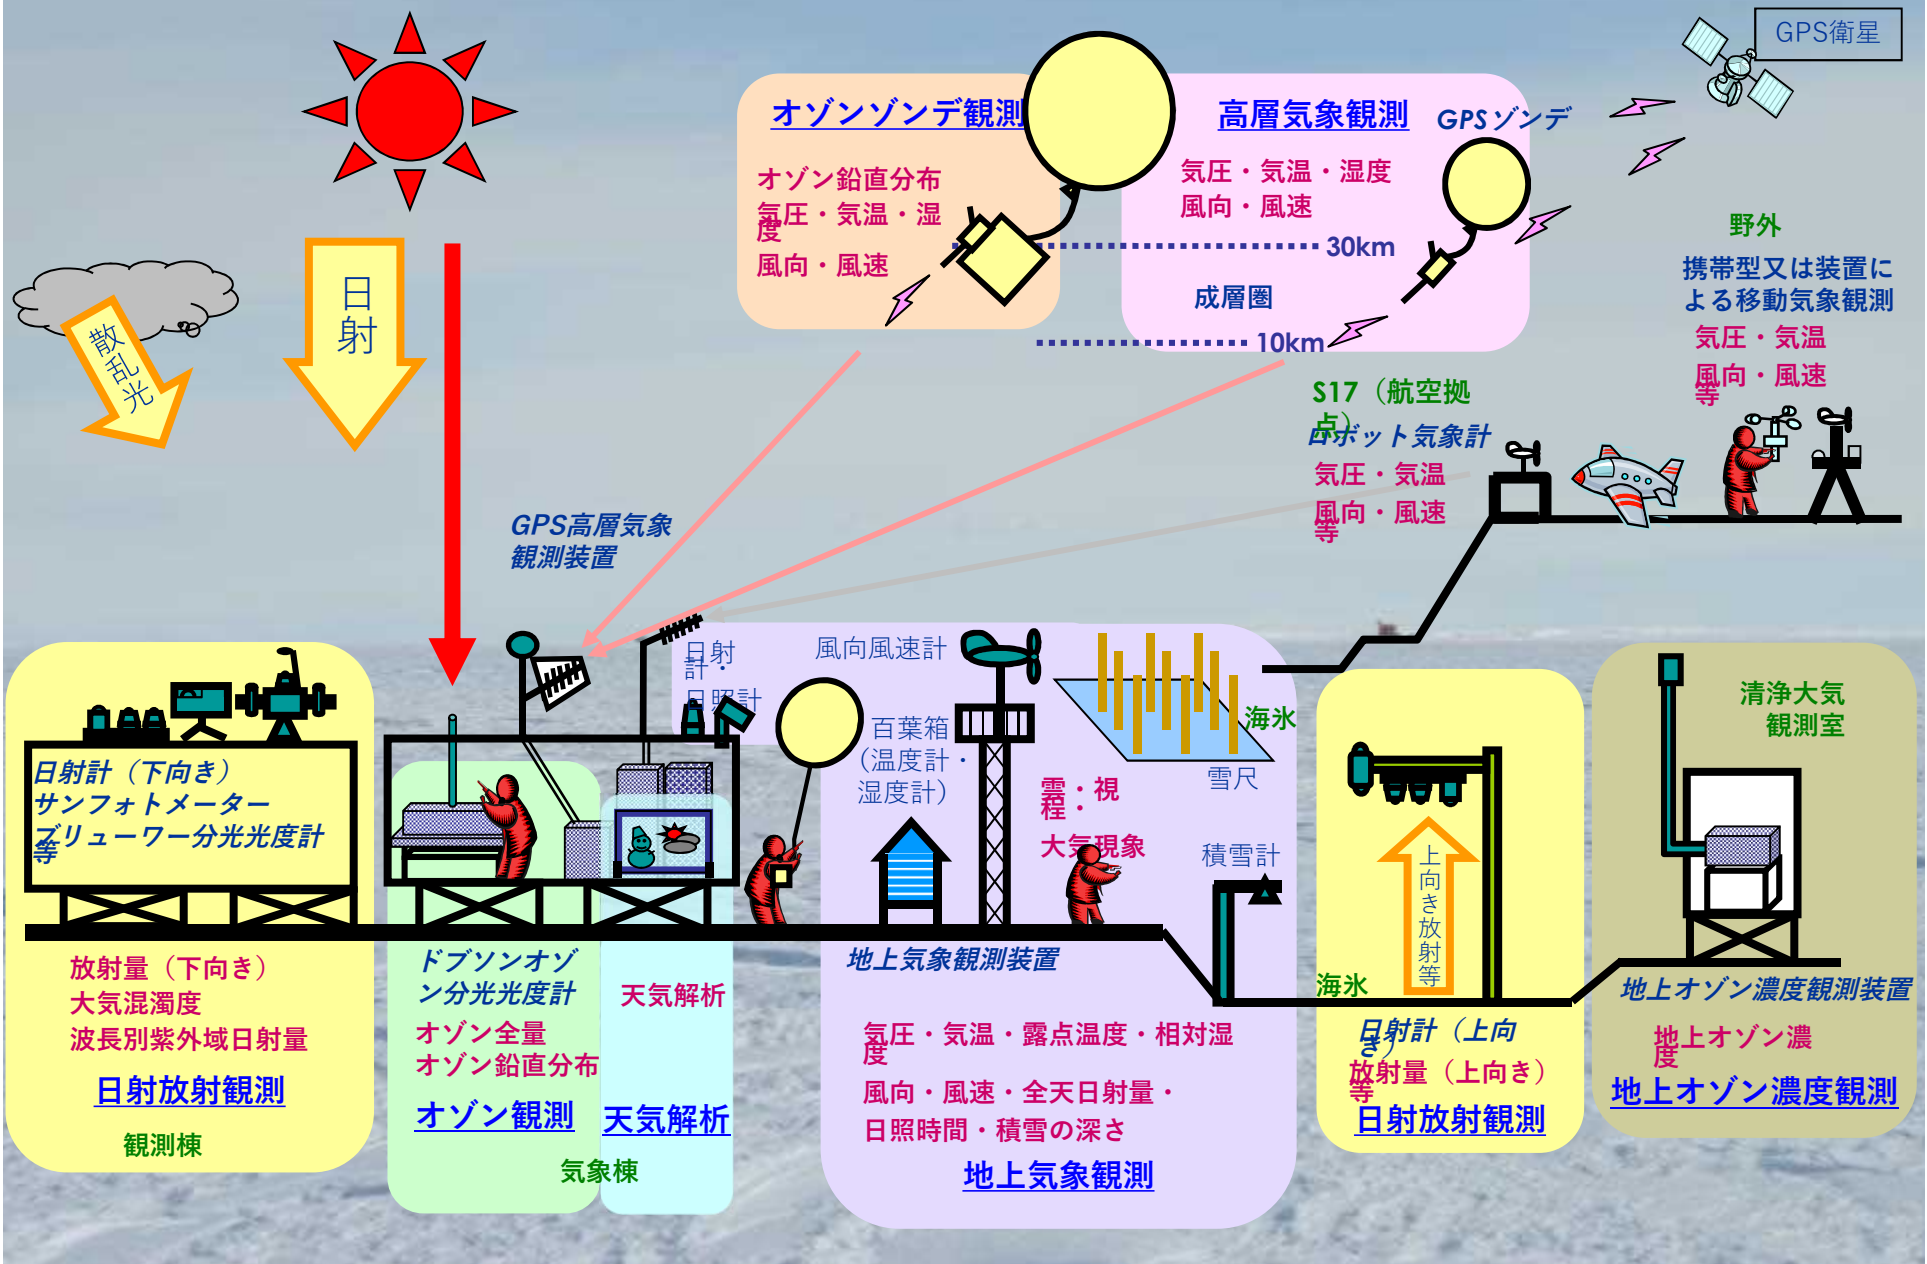 GPS衛星
オゾンゾンデ観測
オゾン鉛直分布
気圧・気温・湿
度
風向・風速
高層気象観測
GPSゾンデ
気圧・気温・湿度
風向・風速
30km
成層圏
10km
野外
携帯型又は装置に
よる移動気象観測
気圧・気温
風向・風速
等
日射
散乱光
S17（航空拠
点）
ロボット気象計
気圧・気温
風向・風速
等
GPS高層気象
観測装置
日射
計・
日照計
風向風速計
百葉箱
（温度計・
湿度計）
海氷
雪尺
雲・視
程・
大気現象
積雪計
清浄大気
観測室
日射計（下向き）
サンフォトメーター
ブリューワー分光光度計
等
放射量（下向き）
大気混濁度
波長別紫外域日射量
日射放射観測
観測棟
ドブソンオゾ
ン分光光度計
オゾン全量
オゾン鉛直分布
オゾン観測
天気解析
天気解析
気象棟
地上気象観測装置
気圧・気温・露点温度・相対湿
度
風向・風速・全天日射量・
日照時間・積雪の深さ
地上気象観測
上向き放射等
海氷
日射計（上向
き）
放射量（上向き）
等
日射放射観測
地上オゾン濃度観測装置
地上オゾン濃
度
地上オゾン濃度観測